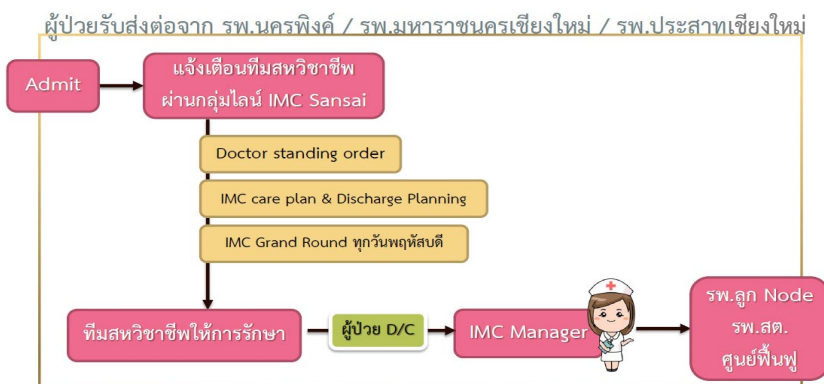 ผู้ป่วยรับส่งต่อจาก รพ.นครพิงค์ / รพ.มหาราชนครเชียงใหม่ / รพ.ประสาทเชียงใหม่
Admit
แจ้งเตือนทีมสหวิชาชีพ
ผ่านกลุ่มไลน์ IMC Sansai
Doctor standing order
IMC care plan & Discharge Planning
IMC Grand Round ทุกวันพฤหัสบดี
ทีมสหวิชาชีพให้การรักษา
ผู้ป่วย D/C
IMC Manager
รพ.ลูก Node
รพ.สต.
ศูนย์ฟื้นฟู